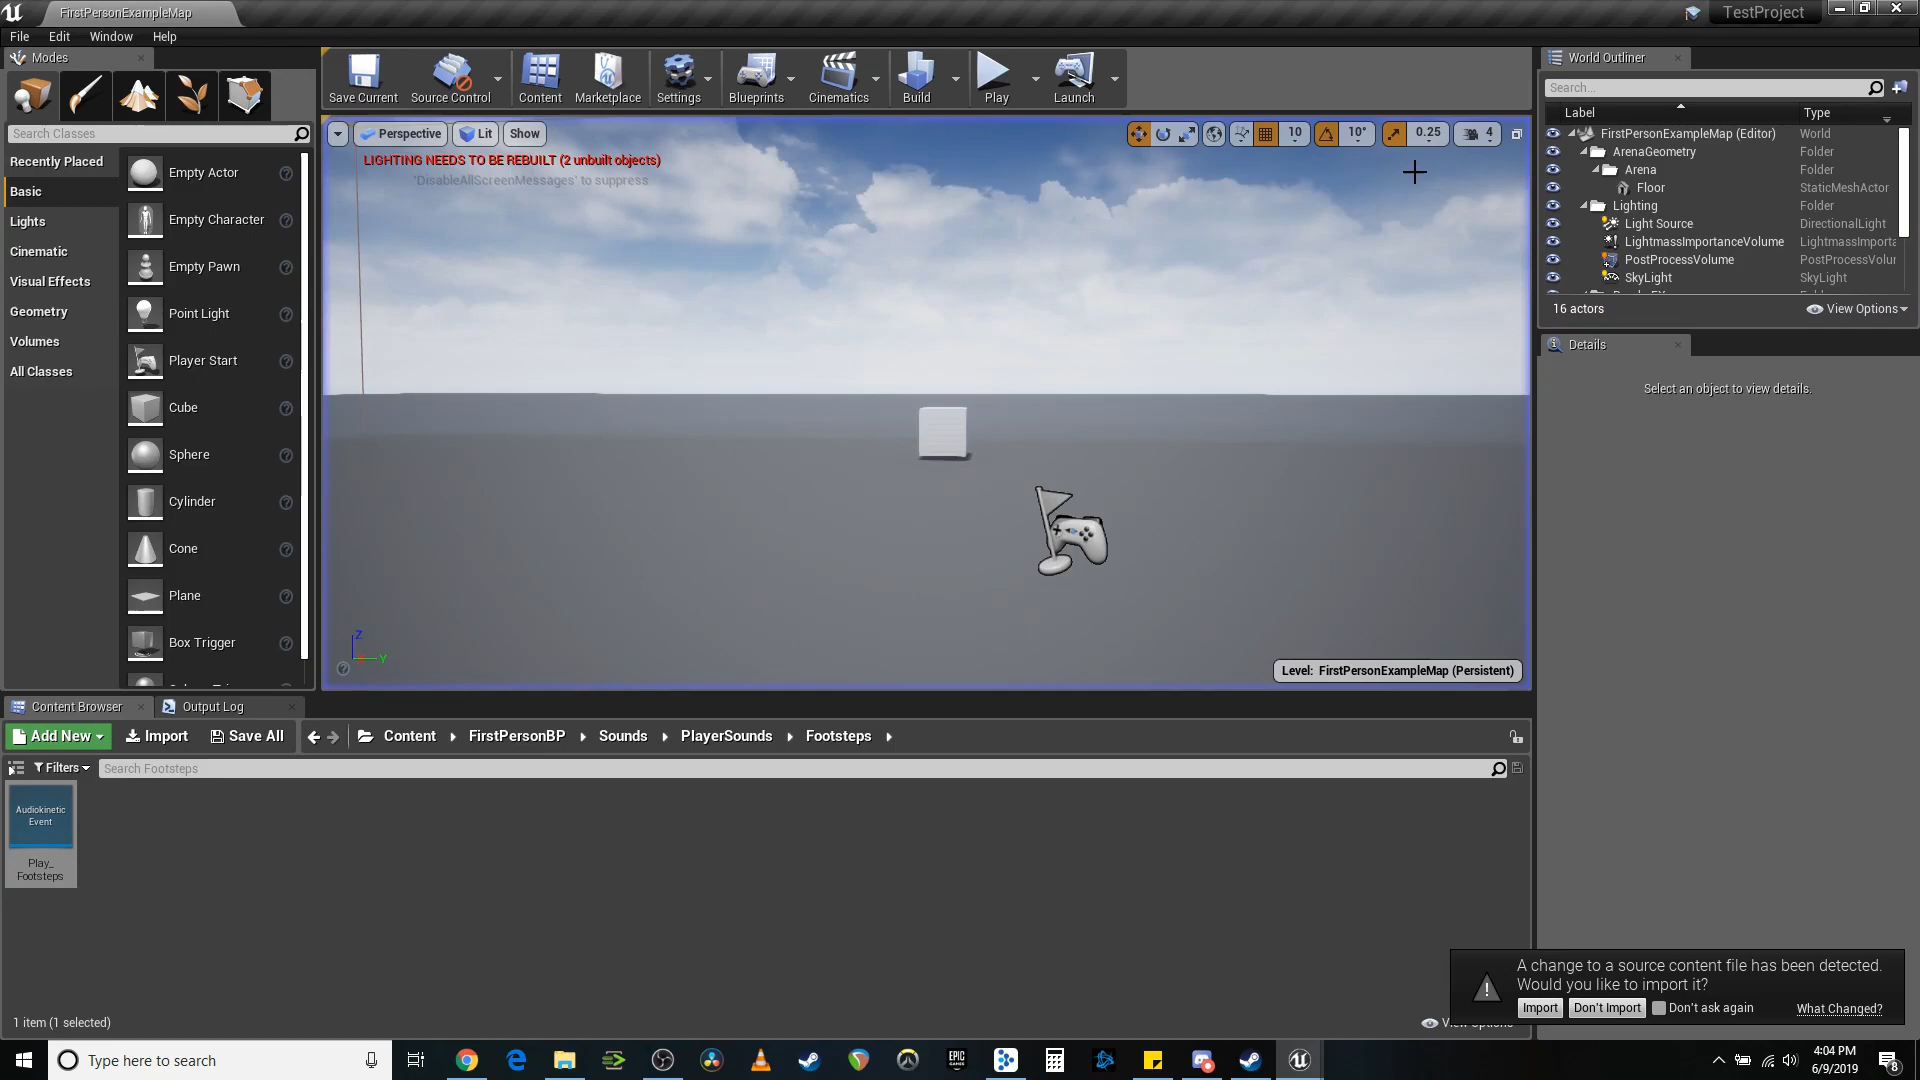 FirstPersonExampleMap
TestProject
File Edit Window Help
Modes
Search Classes
Recently Placed
Basic
Lights
Cinematic
Visual Effects
Geometry
Volumes
All Classes
Empty Actor
Empty Character
Empty Pawn
Point Light
Player Start
Cube
Sphere
Cylinder
Cone
Plane
Box Trigger
Save Current
Source Control
Content
Marketplace
Settings
Blueprints
Cinematics
Build
Play
Launch
Perspective
Lit
Show
10
10°
0.25
4
LIGHTING NEEDS TO BE REBUILT (2 unbuilt objects)
'DisableAllScreenMessages' to suppress
Z
Y
Level: FirstPersonExampleMap (Persistent)
World Outliner
Search...
Label Type
FirstPersonExampleMap (Editor) World
ArenaGeometry Folder
Arena Folder
Floor StaticMeshActor
Lighting Folder
Light Source DirectionalLight
LightmassImportanceVolume LightmassImporta
PostProcessVolume PostProcessVolur
SkyLight SkyLight
16 actors
View Options
Details
Select an object to view details.
Content Browser
Output Log
Add New
Import
Save All
Content
FirstPersonBP
Sounds
PlayerSounds
Footsteps
Filters
Search Footsteps
Audiokinetic
Event
Play_
Footsteps
1 item (1 selected)
A change to a source content file has been detected.
Would you like to import it?
Import
Don't Import
Don't ask again
What Changed?
Type here to search
EPIC
GAMES
4:04 PM
6/9/2019
8